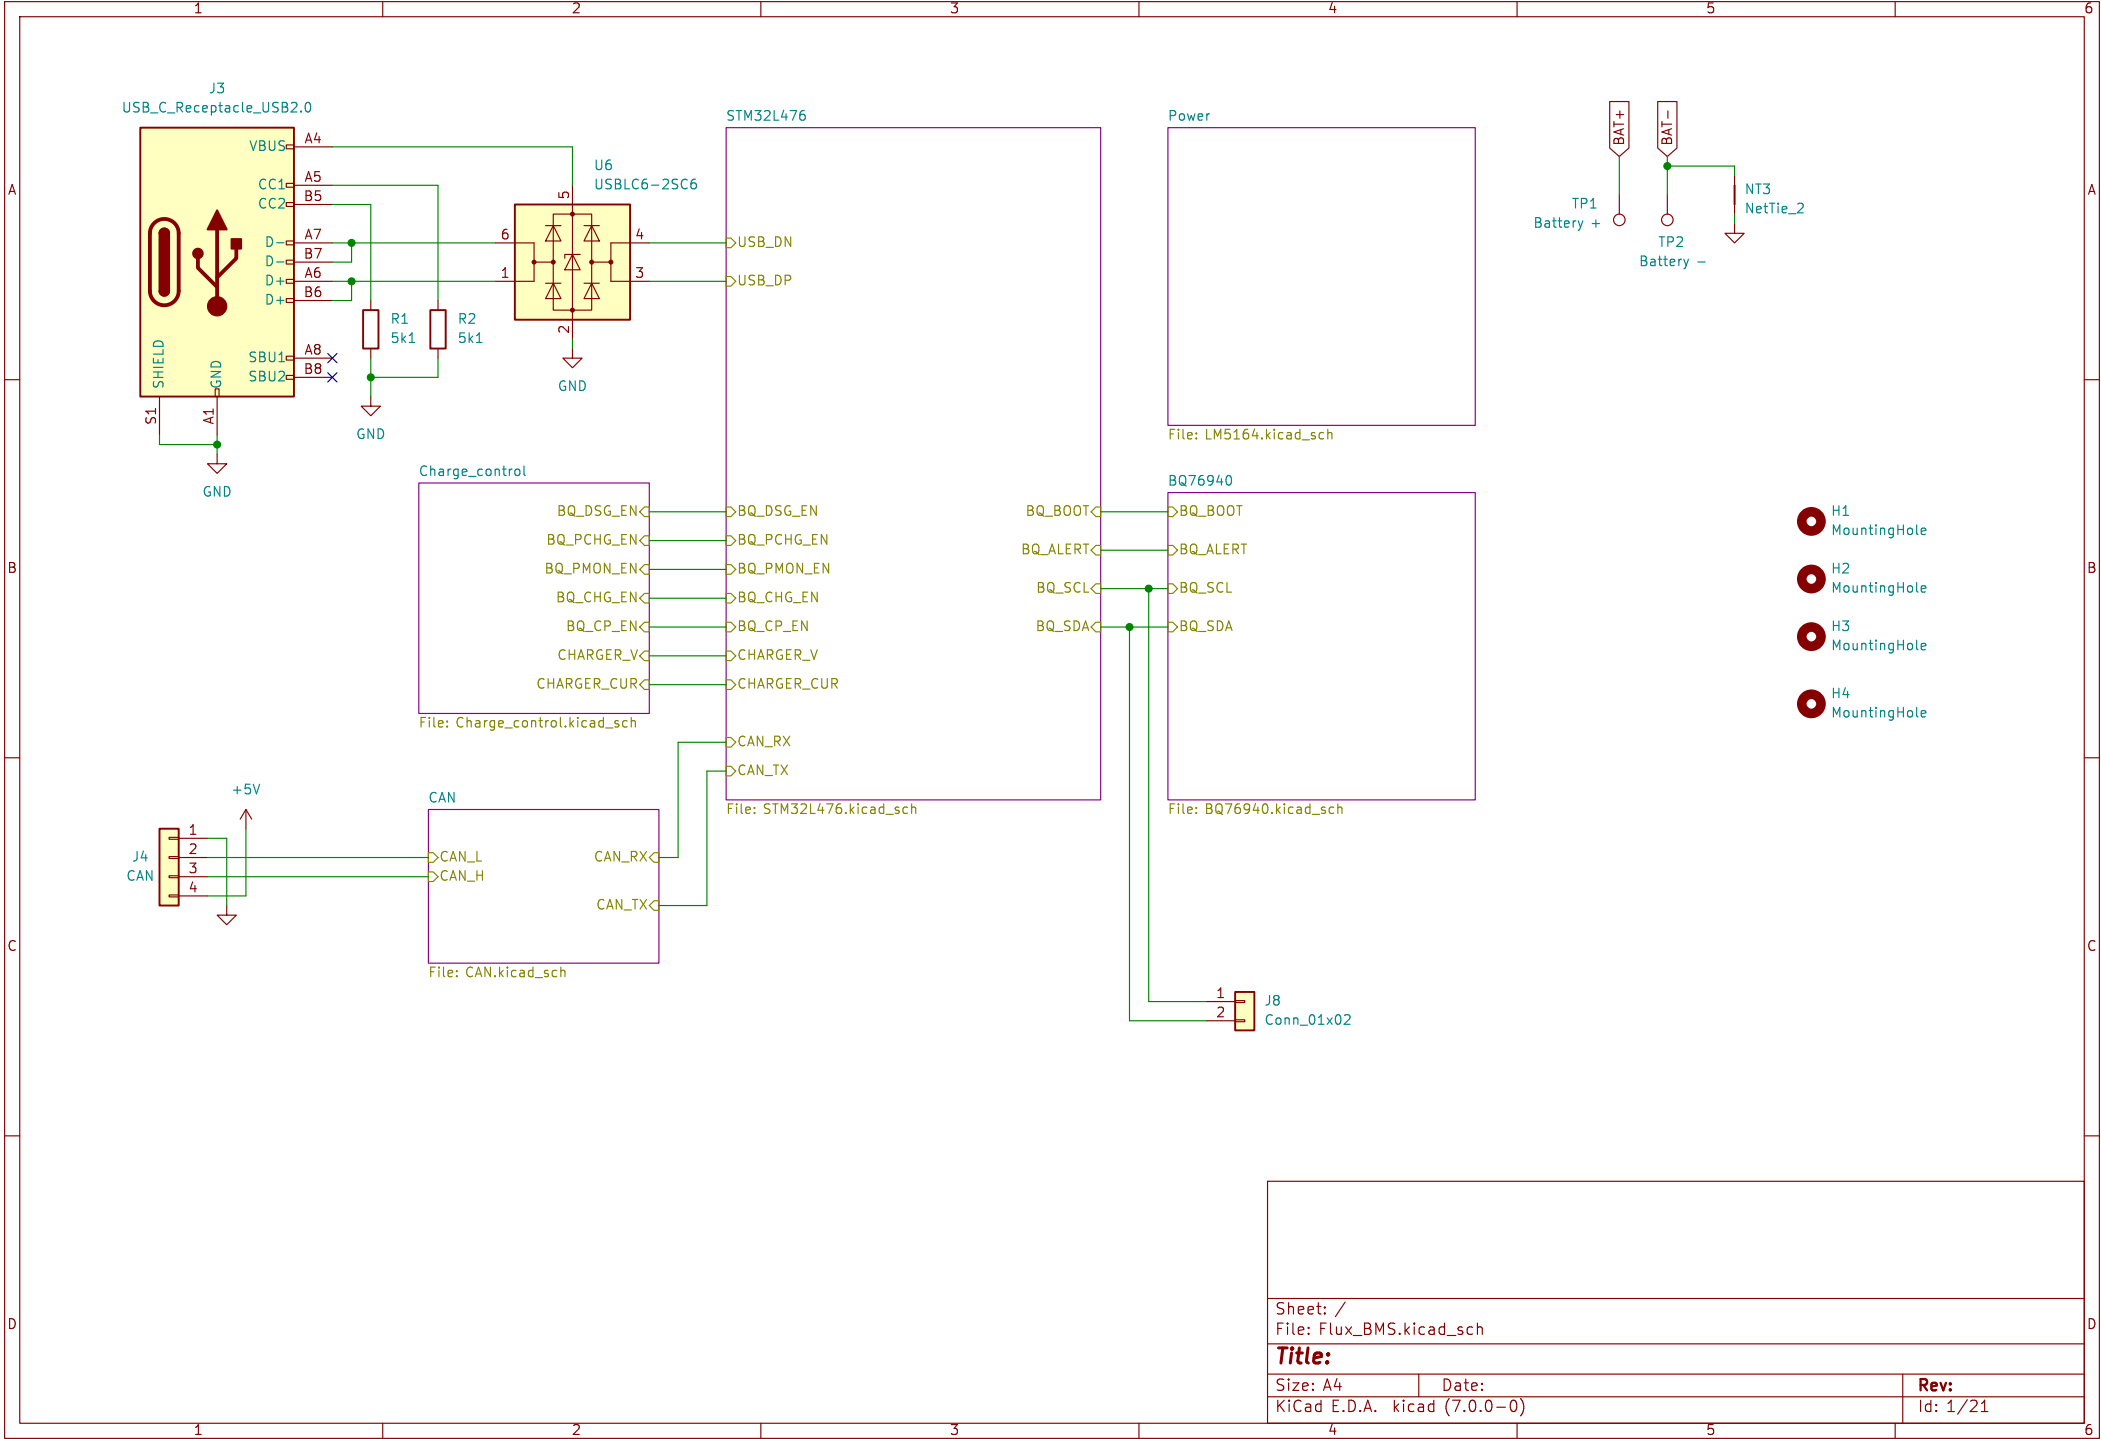 1 2 3 4 5 6
A
B
C
D
A
B
C
D
J3
USB_C_Receptacle_USB2.0
VBUS A4
CC1 A5
CC2 B5
D- A7
D- B7
D+ A6
D+ B6
SBU1 A8
SBU2 B8
SHIELD
GND
S1
A1
GND
R1
5k1
R2
5k1
GND
U6
USBLC6-2SC6
5
6
4
1
3
2
GND
STM32L476
USB_DN
USB_DP
BQ_DSG_EN
BQ_PCHG_EN
BQ_PMON_EN
BQ_CHG_EN
BQ_CP_EN
CHARGER_V
CHARGER_CUR
CAN_RX
CAN_TX
BQ_BOOT
BQ_ALERT
BQ_SCL
BQ_SDA
File: STM32L476.kicad_sch
Power
File: LM5164.kicad_sch
BAT+
BAT-
TP1
Battery +
TP2
Battery -
NT3
NetTie_2
Charge_control
BQ_DSG_EN
BQ_PCHG_EN
BQ_PMON_EN
BQ_CHG_EN
BQ_CP_EN
CHARGER_V
CHARGER_CUR
File: Charge_control.kicad_sch
BQ76940
BQ_BOOT
BQ_ALERT
BQ_SCL
BQ_SDA
File: BQ76940.kicad_sch
H1
MountingHole
H2
MountingHole
H3
MountingHole
H4
MountingHole
+5V
J4
CAN
1
2
3
4
CAN
CAN_L
CAN_H
CAN_RX
CAN_TX
File: CAN.kicad_sch
1
2
J8
Conn_01x02
Sheet: /
File: Flux_BMS.kicad_sch
Title:
Size: A4 Date: Rev:
KiCad E.D.A. kicad (7.0.0-0) Id: 1/21
1 2 3 4 5 6